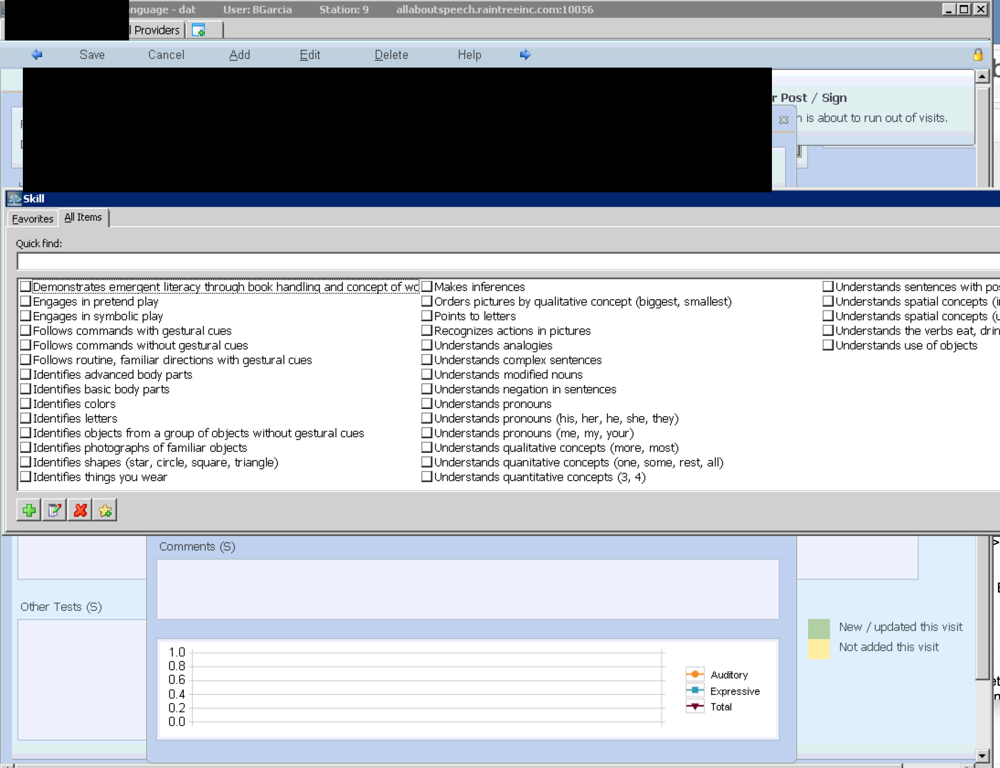 - dat User: BGarcia Station: 9 allaboutspeech.raintreeinc.com:10056
Providers
Save Cancel Add Edit Delete Help
Post / Sign
is about to run out of visits.
Skill
Favorites All Items
Quick find:
Demonstrates emergent literacy through book handling and concept of
Engages in pretend play
Engages in symbolic play
Follows commands with gestural cues
Follows commands without gestural cues
Follows routine, familiar directions with gestural cues
Identifies advanced body parts
Identifies basic body parts
Identifies colors
Identifies letters
Identifies objects from a group of objects without gestural cues
Identifies photographs of familiar objects
Identifies shapes (star, circle, square, triangle)
Identifies things you wear
Makes inferences
Orders pictures by qualitative concept (biggest, smallest)
Points to letters
Recognizes actions in pictures
Understands analogies
Understands complex sentences
Understands modified nouns
Understands negation in sentences
Understands pronouns
Understands pronouns (his, her, he, she, they)
Understands pronouns (me, my, your)
Understands qualitative concepts (more, most)
Understands quanitative concepts (one, some, rest, all)
Understands quantitative concepts (3, 4)
Understands sentences with
Understands spatial concepts
Understands spatial concepts
Understands the verbs eat,
Understands use of objects
Comments (S)
Other Tests (S)
New / updated this visit
Not added this visit
1.0
0.8
0.6
0.4
0.2
0.0
Auditory
Expressive
Total